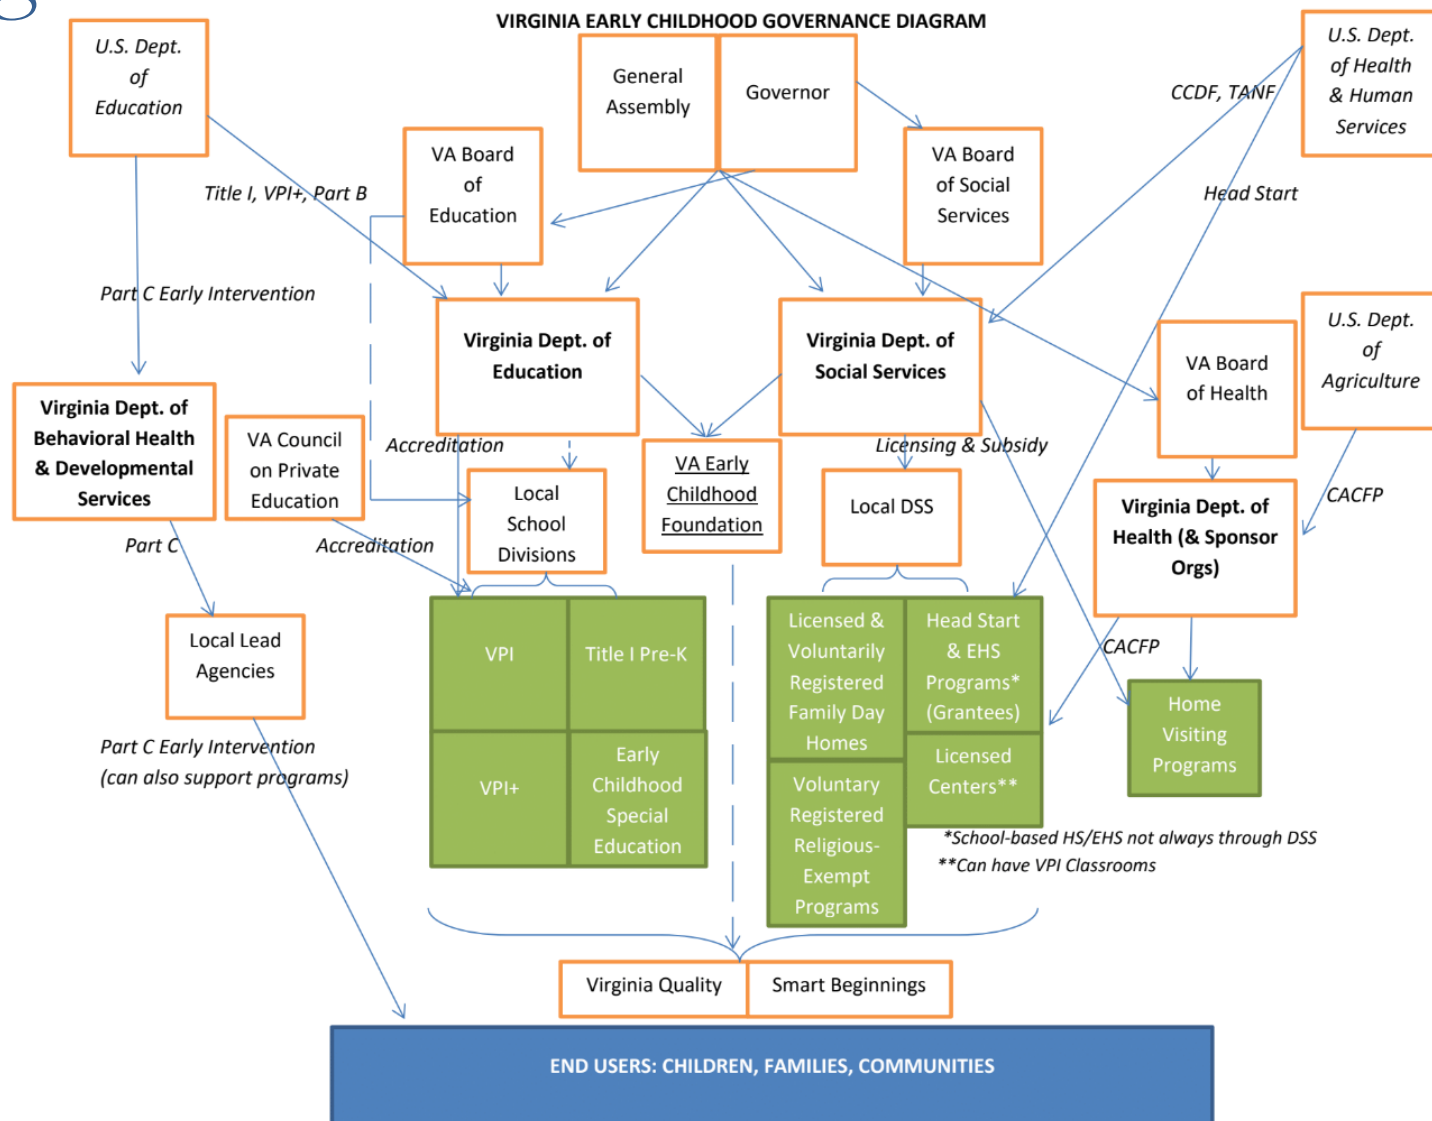 VIRGINIA EARLY CHILDHOOD GOVERNANCE DIAGRAM
U.S. Dept.
of
Education
General
Assembly
Governor
U.S. Dept.
of Health
& Human
Services
CCDF, TANF
VA Board
of
Education
VA Board
of Social
Services
Title I, VPI+, Part B
Head Start
Part C Early Intervention
Virginia Dept. of
Education
Virginia Dept. of
Social Services
VA Board
of Health
U.S. Dept.
of
Agriculture
Virginia Dept. of
Behavioral Health
& Developmental
Services
VA Council
on Private
Education
Accreditation
Local
School
Divisions
VA Early
Childhood
Foundation
Licensing & Subsidy
Local DSS
Virginia Dept. of
Health (& Sponsor
Orgs)
CACFP
Part C
Accreditation
Local Lead
Agencies
VPI
Title I Pre-K
VPI+
Early
Childhood
Special
Education
Licensed &
Voluntarily
Registered
Family Day
Homes
Head Start
& EHS
Programs*
(Grantees)
Voluntary
Registered
Religious-
Exempt
Programs
Licensed
Centers**
CACFP
Home
Visiting
Programs
Part C Early Intervention
(can also support programs)
*School-based HS/EHS not always through DSS
**Can have VPI Classrooms
Virginia Quality
Smart Beginnings
END USERS: CHILDREN, FAMILIES, COMMUNITIES